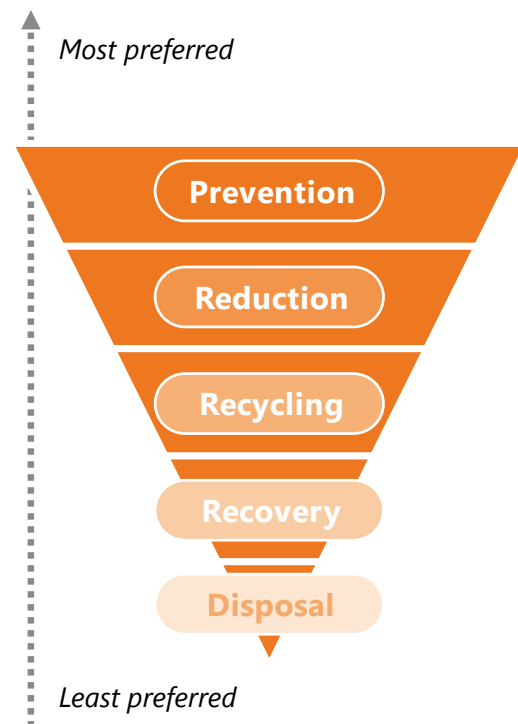 Most preferred
Prevention
Reduction
Recycling
Recovery
Disposal
Least preferred